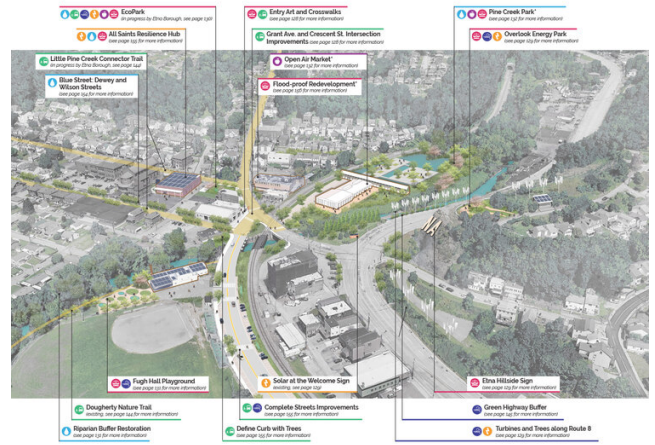 EcoPark
(in progress by Etna Borough, see page 132)
Entry Art and Crosswalks
(see page 128 for more information)
Pine Creek Park*
(see page 131 for more information)
All Saints Resilience Hub
(see page 155 for more information)
Grant Ave. and Crescent St. Intersection
Improvements (see page 128 for more information)
Overlook Energy Park
(see page 129 for more information)
Little Pine Creek Connector Trail
(in progress by Etna Borough, see page 144)
Open Air Market*
(see page 132 for more information)
Blue Street: Dewey and
Wilson Streets
(see page 154 for more information)
Flood-proof Redevelopment*
(see page 156 for more information)
Fugh Hall Playground
(see page 131 for more information)
Solar at the Welcome Sign
(existing, see page 129)
Etna Hillside Sign
(see page 129 for more information)
Dougherty Nature Trail
(existing, see page 144 for more information)
Complete Streets Improvements
(see page 155 for more information)
Green Highway Buffer
(see page 145 for more information)
Riparian Buffer Restoration
(see page 131 for more information)
Define Curb with Trees
(see page 155 for more information)
Turbines and Trees along Route 8
(see page 129 for more information)